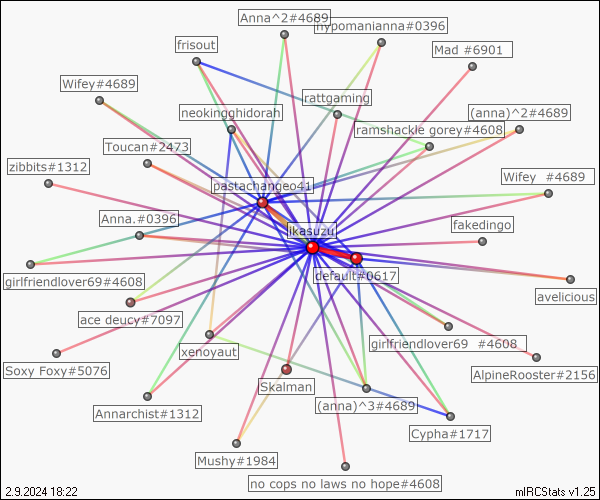 Anna^2#4689
hypomanianna#0396
frisout
Mad #6901
Wifey#4689
rattgaming
neokingghidorah
(anna)^2#4689
ramshackle gorey#4608
Toucan#2473
zibbits#1312
Wifey #4689
pastachangeo41
Anna.#0396
ikasuzu
fakedingo
default#0617
girlfriendlover69#4608
avelicious
ace deucy#7097
girlfriendlover69 #4608
xenoyaut
Soxy Foxy#5076
AlpineRooster#2156
Skalman
(anna)^3#4689
Annarchist#1312
Cypha#1717
Mushy#1984
no cops no laws no hope#4608
2.9.2024 18:22
mIRCStats v1.25